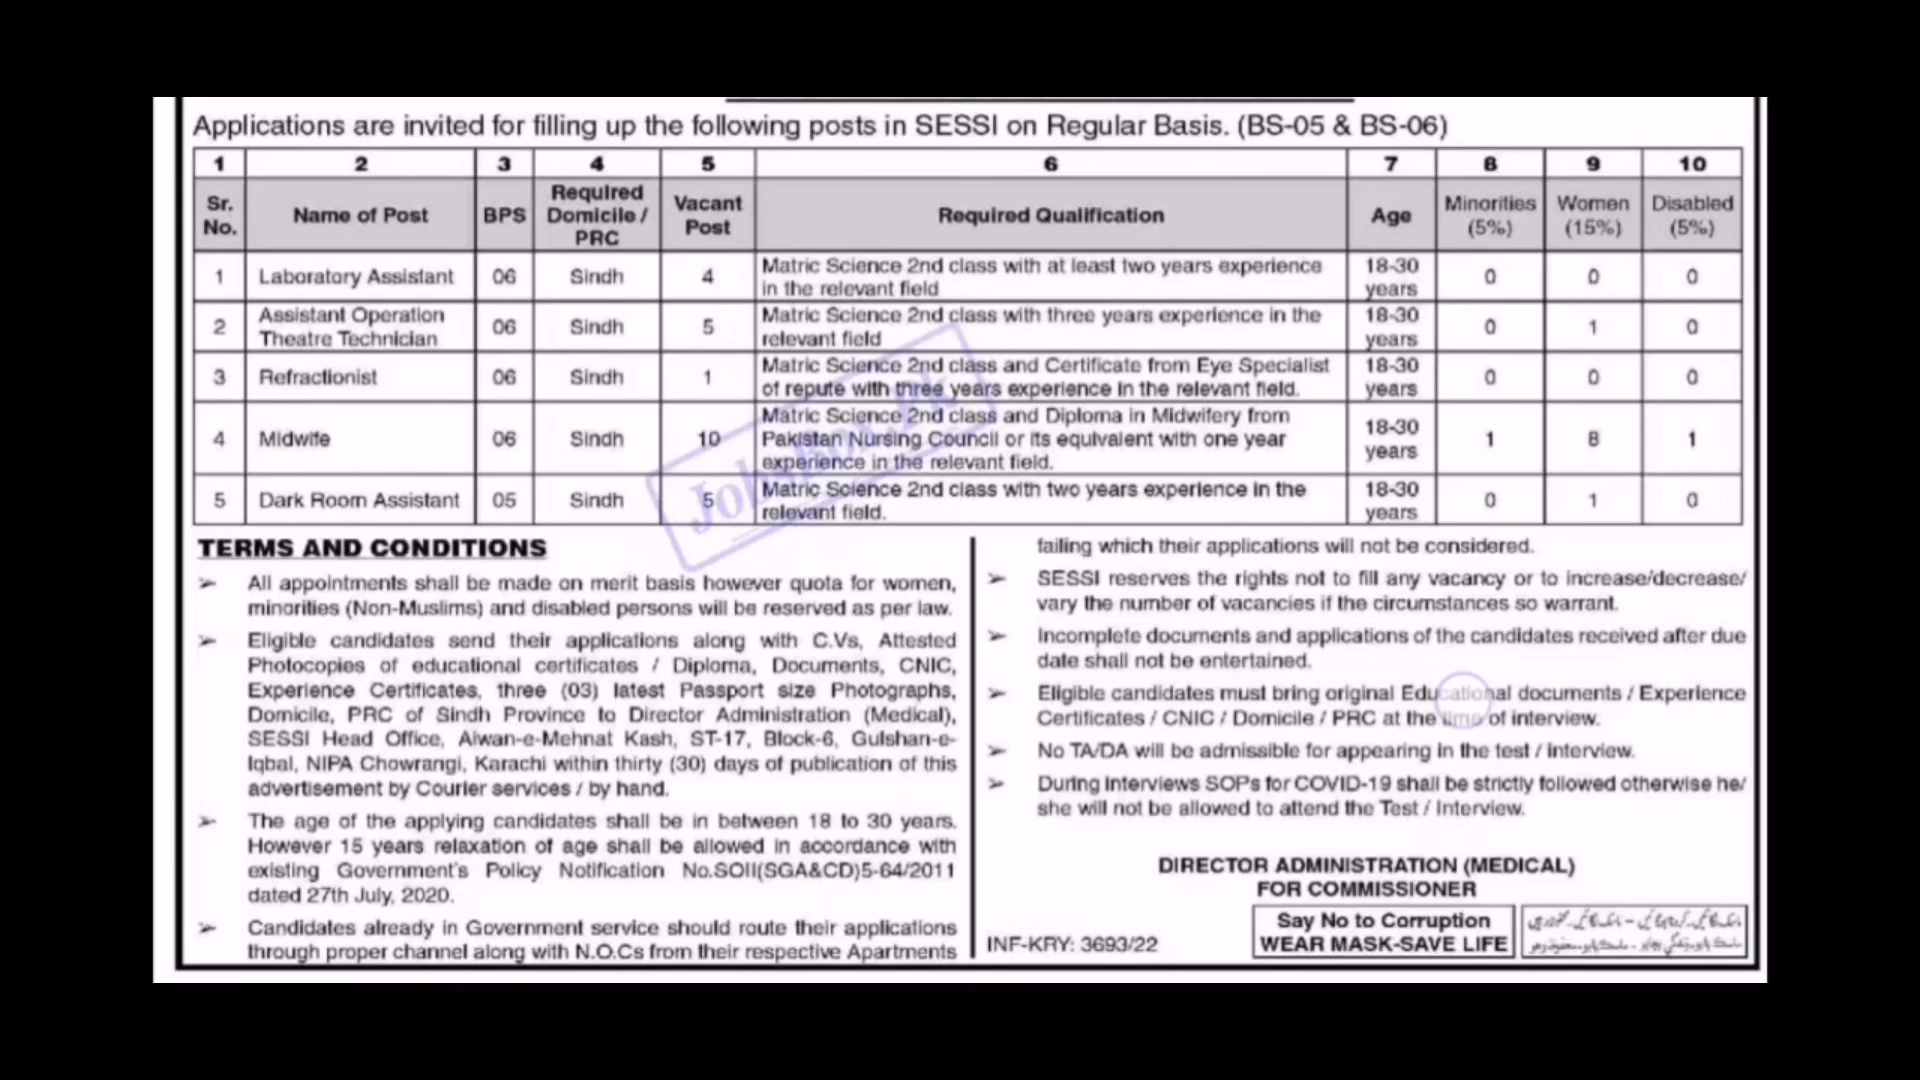 Applications are invited for filling up the following posts in SESSI on Regular Basis. (BS-05 & BS-06)
1 2 3 4 5 6 7 8 9 10
Sr. No. Name of Post BPS Required Domicile / PRC Vacant Post Required Qualification Age Minorities (5%) Women (15%) Disabled (5%)
1 Laboratory Assistant 06 Sindh 4 Matric Science 2nd class with at least two years experience in the relevant field 18-30 years 0 0 0
2 Assistant Operation Theatre Technician 06 Sindh 5 Matric Science 2nd class with three years experience in the relevant field 18-30 years 0 1 0
3 Refractionist 06 Sindh 1 Matric Science 2nd class and Certificate from Eye Specialist of repute with three years experience in the relevant field. 18-30 years 0 0 0
4 Midwife 06 Sindh 10 Matric Science 2nd class and Diploma in Midwifery from Pakistan Nursing Council or its equivalent with one year experience in the relevant field. 18-30 years 1 8 1
5 Dark Room Assistant 05 Sindh 5 Matric Science 2nd class with two years experience in the relevant field. 18-30 years 0 1 0
TERMS AND CONDITIONS
➢ All appointments shall be made on merit basis however quota for women,
minorities (Non-Muslims) and disabled persons will be reserved as per law.
➢ Eligible candidates send their applications along with C.Vs, Attested
Photocopies of educational certificates / Diploma, Documents, CNIC,
Experience Certificates, three (03) latest Passport size Photographs,
Domicile, PRC of Sindh Province to Director Administration (Medical),
SESSI Head Office, Aiwan-e-Mehnat Kash, ST-17, Block-6, Gulshan-e-
Iqbal, NIPA Chowrangi, Karachi within thirty (30) days of publication of this
advertisement by Courier services / by hand.
➢ The age of the applying candidates shall be in between 18 to 30 years.
However 15 years relaxation of age shall be allowed in accordance with
existing Government's Policy Notification No.SOII(SGA&CD)5-64/2011
dated 27th July, 2020.
➢ Candidates already in Government service should route their applications
through proper channel along with N.O.Cs from their respective Apartments
failing which their applications will not be considered.
➢ SESSI reserves the rights not to fill any vacancy or to increase/decrease/
vary the number of vacancies if the circumstances so warrant.
➢ Incomplete documents and applications of the candidates received after due
date shall not be entertained.
➢ Eligible candidates must bring original Educational documents / Experience
Certificates / CNIC / Domicile / PRC at the time of interview.
➢ No TA/DA will be admissible for appearing in the test / interview.
➢ During interviews SOPs for COVID-19 shall be strictly followed otherwise he/
she will not be allowed to attend the Test / Interview.
DIRECTOR ADMINISTRATION (MEDICAL)
FOR COMMISSIONER
INF-KRY: 3693/22
Say No to Corruption
WEAR MASK-SAVE LIFE